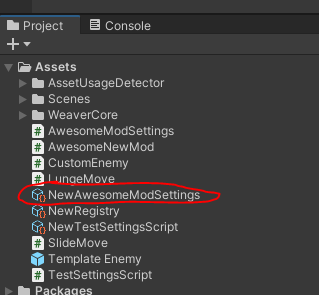 Project Console
Assets
AssetUsageDetector
Scenes
WeaverCore
AwesomeModSettings
AwesomeNewMod
CustomEnemy
LungeMove
NewAwesomeModSettings
NewRegistry
NewTestSettingsScript
SlideMove
Template Enemy
TestSettingsScript
Packages